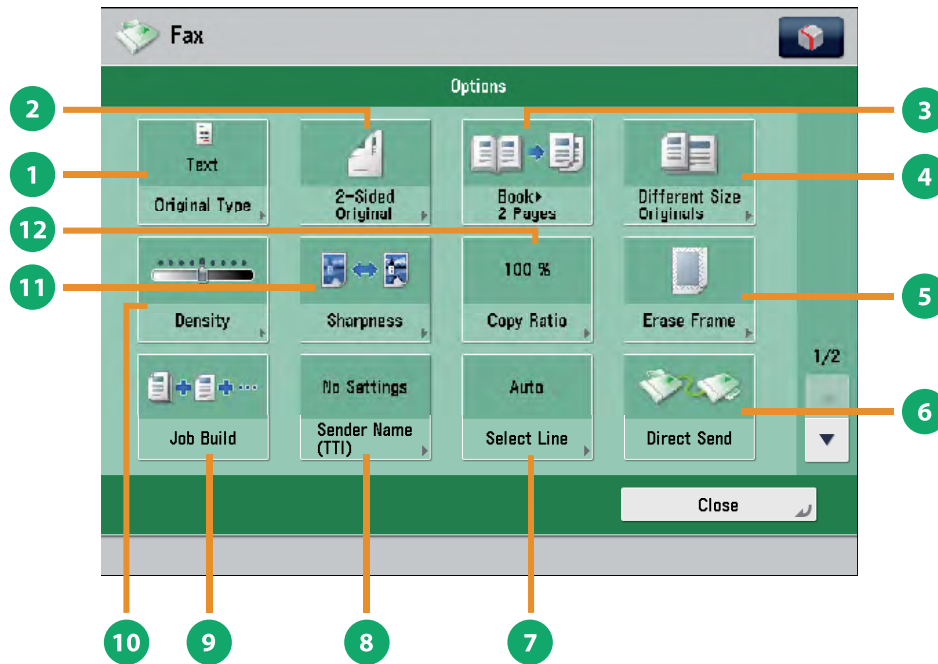 Fax
Options
2
3
1
Text
Original Type
2-Sided
Original
Book▸
2 Pages
Different Size
Originals
4
12
11
Density
Sharpness
100 %
Copy Ratio
Erase Frame
5
1/2
Job Build
No Settings
Sender Name
(TTI)
Auto
Select Line
Direct Send
6
▼
Close
10
9
8
7